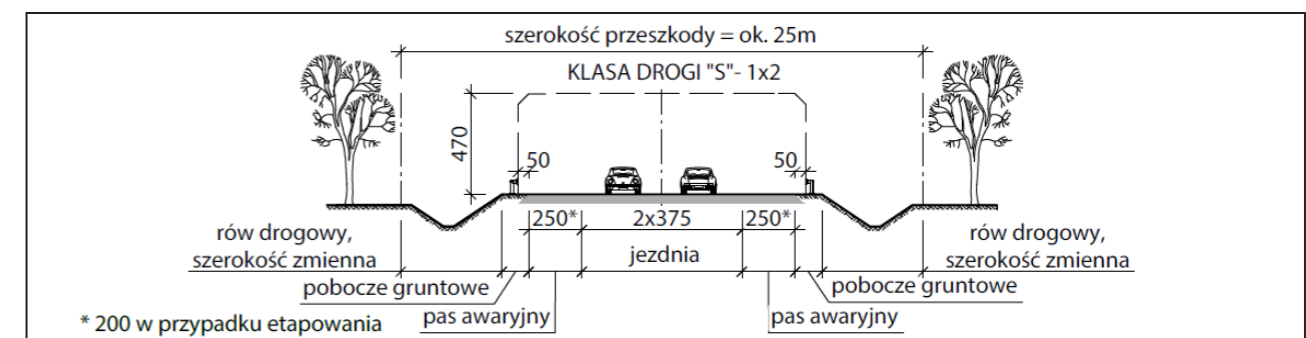 szerokość przeszkody = ok. 25m
KLASA DROGI "S"- 1x2
470
50
50
250*
2x375
250*
rów drogowy,
szerokość zmienna
jezdnia
rów drogowy,
szerokość zmienna
pobocze gruntowe
pobocze gruntowe
* 200 w przypadku etapowania
pas awaryjny
pas awaryjny